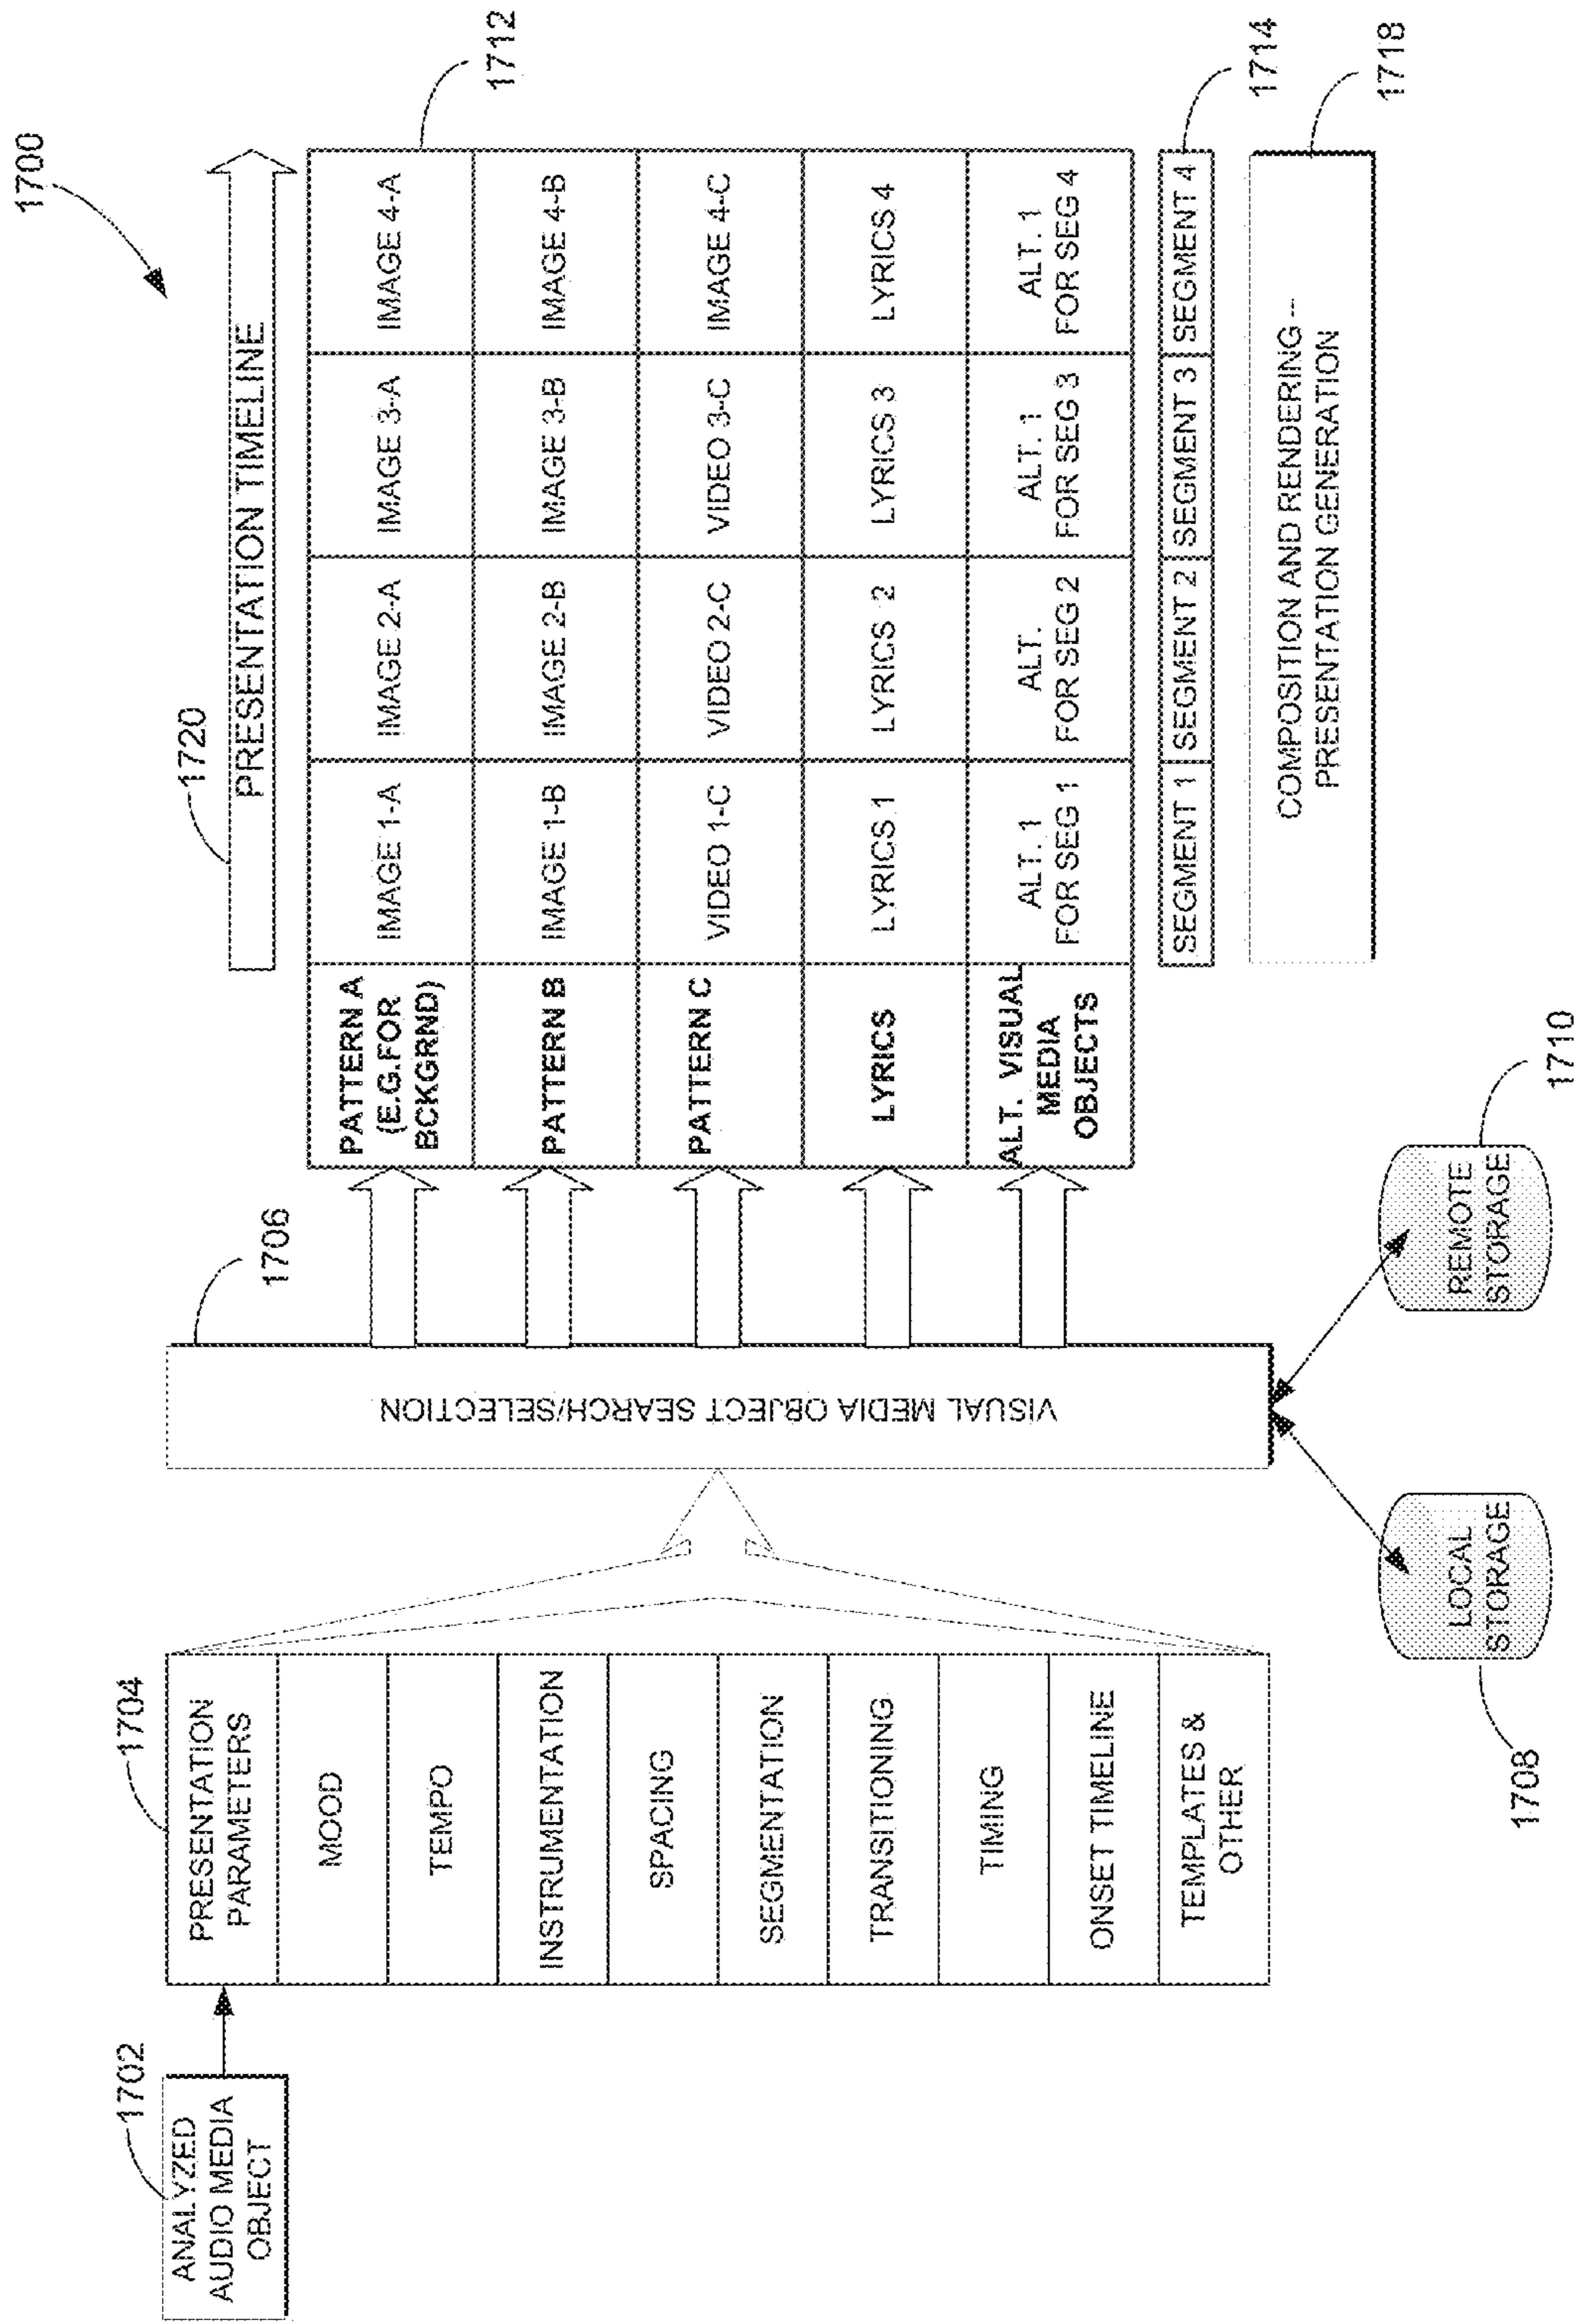 1700
1702
ANALYZED
AUDIO MEDIA
OBJECT
1704
PRESENTATION
PARAMETERS
MOOD
TEMPO
INSTRUMENTATION
SPACING
SEGMENTATION
TRANSITIONING
TIMING
ONSET TIMELINE
TEMPLATES &
OTHER
1706
VISUAL MEDIA OBJECT SEARCH/SELECTION
1708
LOCAL
STORAGE
REMOTE
STORAGE
1710
1720
PRESENTATION TIMELINE
1712
PATTERN A
(E.G.FOR
BCKGRND)
IMAGE 1-A
IMAGE 2-A
IMAGE 3-A
IMAGE 4-A
PATTERN B
IMAGE 1-B
IMAGE 2-B
IMAGE 3-B
IMAGE 4-B
PATTERN C
VIDEO 1-C
VIDEO 2-C
VIDEO 3-C
IMAGE 4-C
LYRICS
LYRICS 1
LYRICS 2
LYRICS 3
LYRICS 4
ALT. VISUAL
MEDIA
OBJECTS
ALT. 1
FOR SEG 1
ALT.
FOR SEG 2
ALT. 1
FOR SEG 3
ALT. 1
FOR SEG 4
SEGMENT 1
SEGMENT 2
SEGMENT 3
SEGMENT 4
1714
COMPOSITION AND RENDERING --
PRESENTATION GENERATION
1718